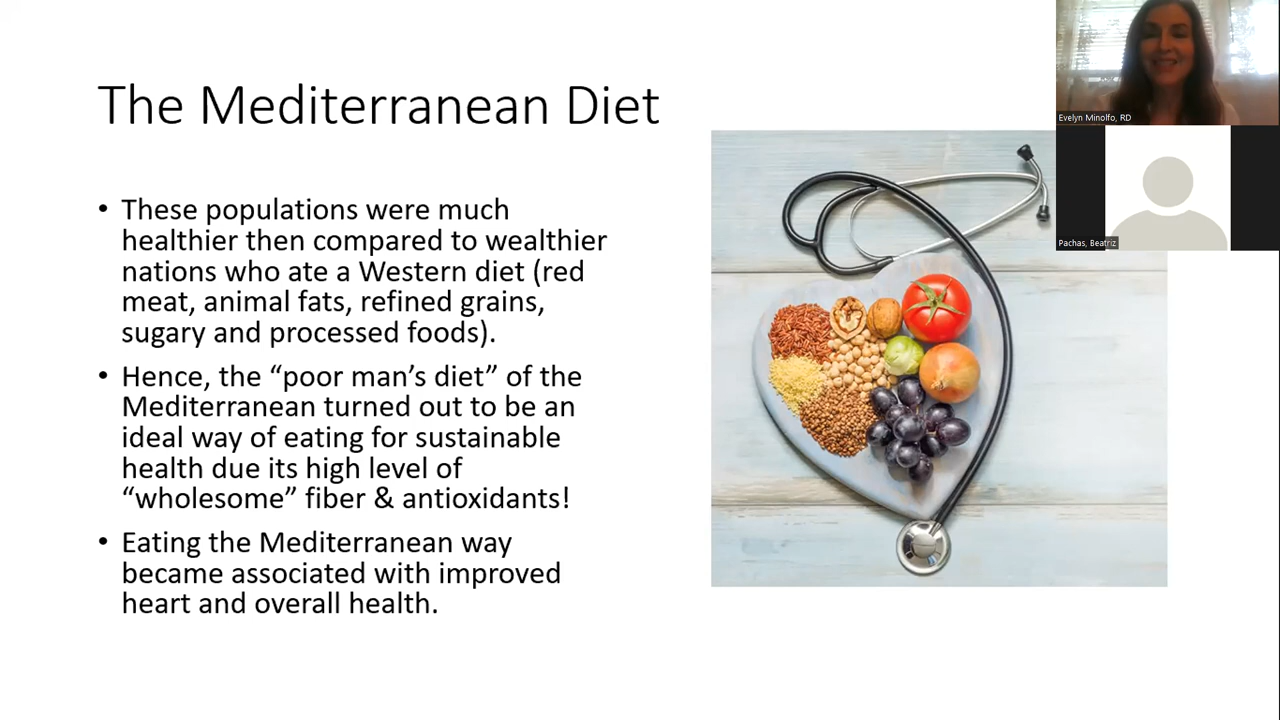 The Mediterranean Diet
• These populations were much
healthier then compared to wealthier
nations who ate a Western diet (red
meat, animal fats, refined grains,
sugary and processed foods).
• Hence, the “poor man’s diet” of the
Mediterranean turned out to be an
ideal way of eating for sustainable
health due its high level of
“wholesome” fiber & antioxidants!
• Eating the Mediterranean way
became associated with improved
heart and overall health.
Evelyn Minolfo, RD
Pachas, Beatriz